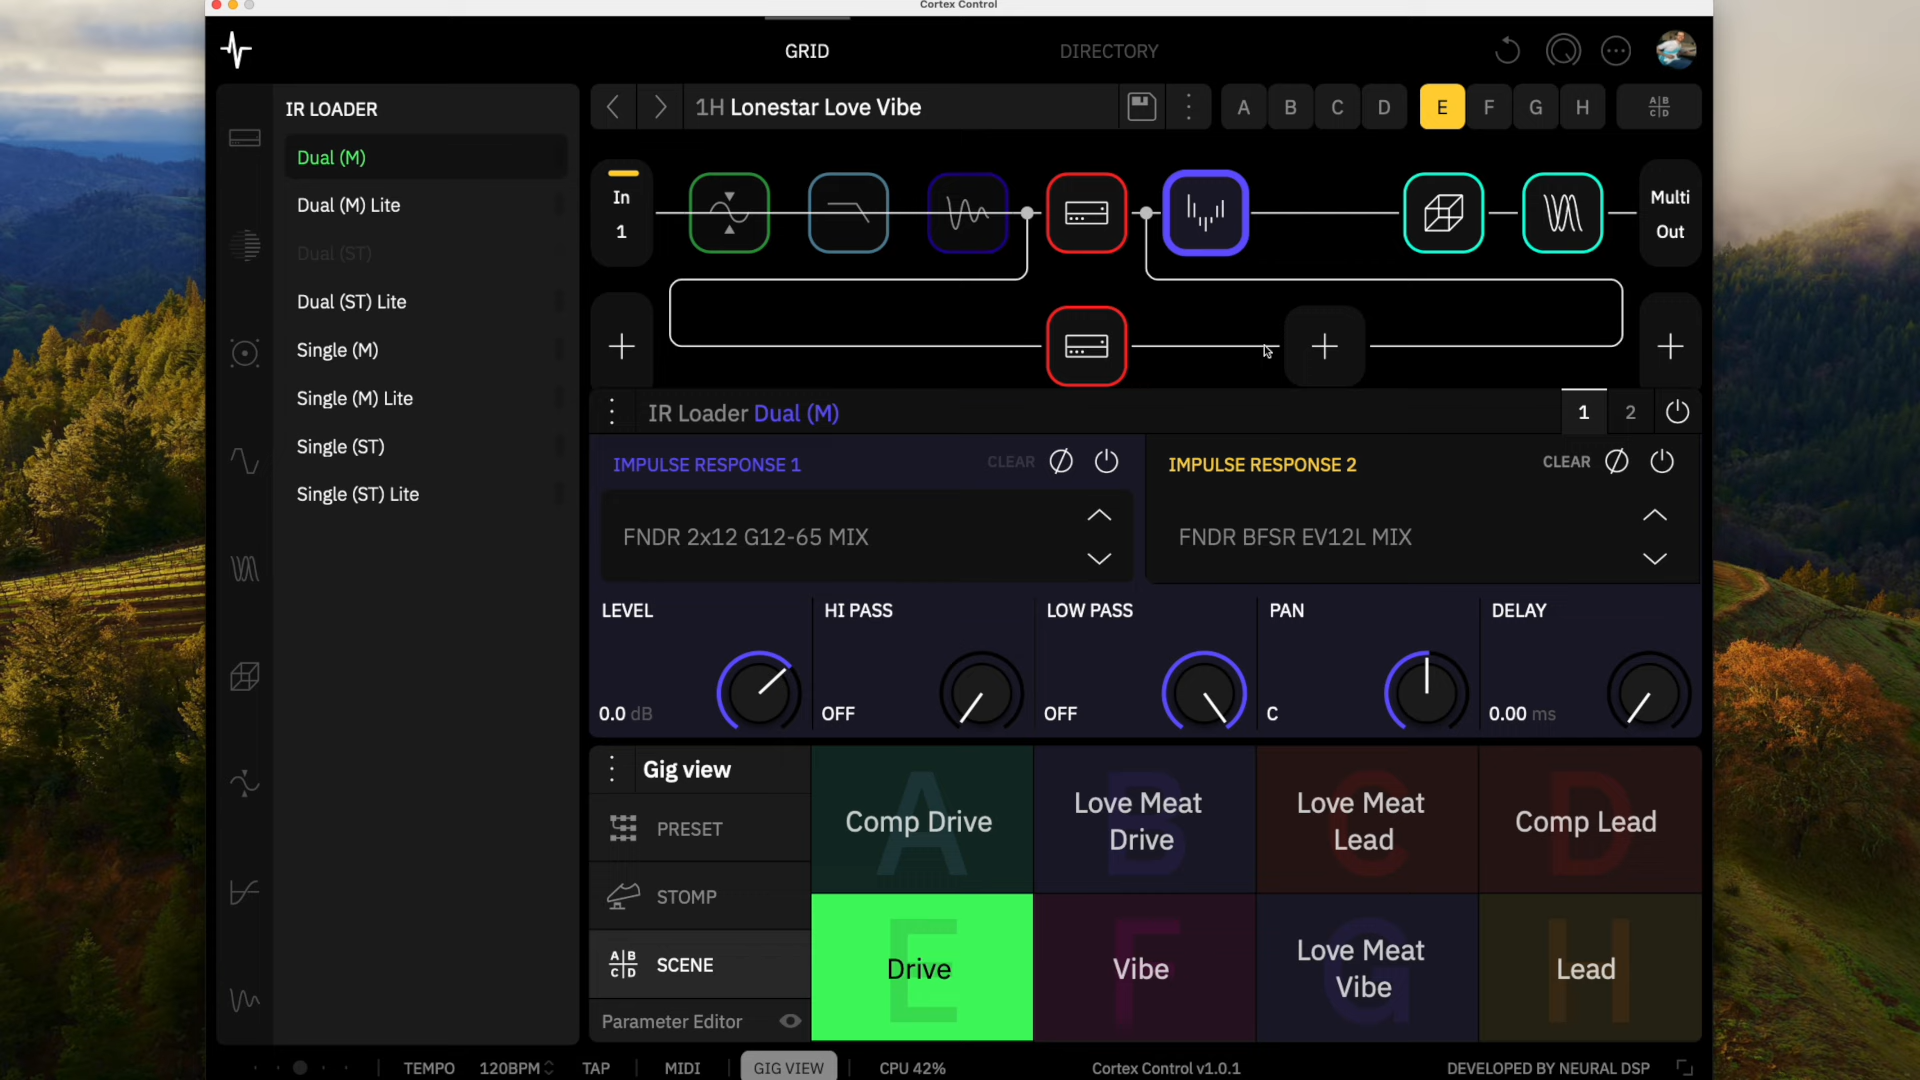 Cortex Control
GRID
DIRECTORY
IR LOADER
Dual (M)
Dual (M) Lite
Dual (ST)
Dual (ST) Lite
Single (M)
Single (M) Lite
Single (ST)
Single (ST) Lite
1H Lonestar Love Vibe
A B C D E F G H
A B C D
In
1
Multi
Out
IR Loader Dual (M)
1 2
IMPULSE RESPONSE 1
CLEAR
FNDR 2x12 G12-65 MIX
IMPULSE RESPONSE 2
CLEAR
FNDR BFSR EV12L MIX
LEVEL
0.0 dB
HI PASS
OFF
LOW PASS
OFF
PAN
C
DELAY
0.00 ms
Gig view
PRESET
STOMP
A B C D
SCENE
Parameter Editor
A
Comp Drive
B
Love Meat
Drive
C
Love Meat
Lead
D
Comp Lead
E
Drive
F
Vibe
G
Love Meat
Vibe
H
Lead
TEMPO 120BPM TAP MIDI GIG VIEW CPU 42% Cortex Control v1.0.1 DEVELOPED BY NEURAL DSP